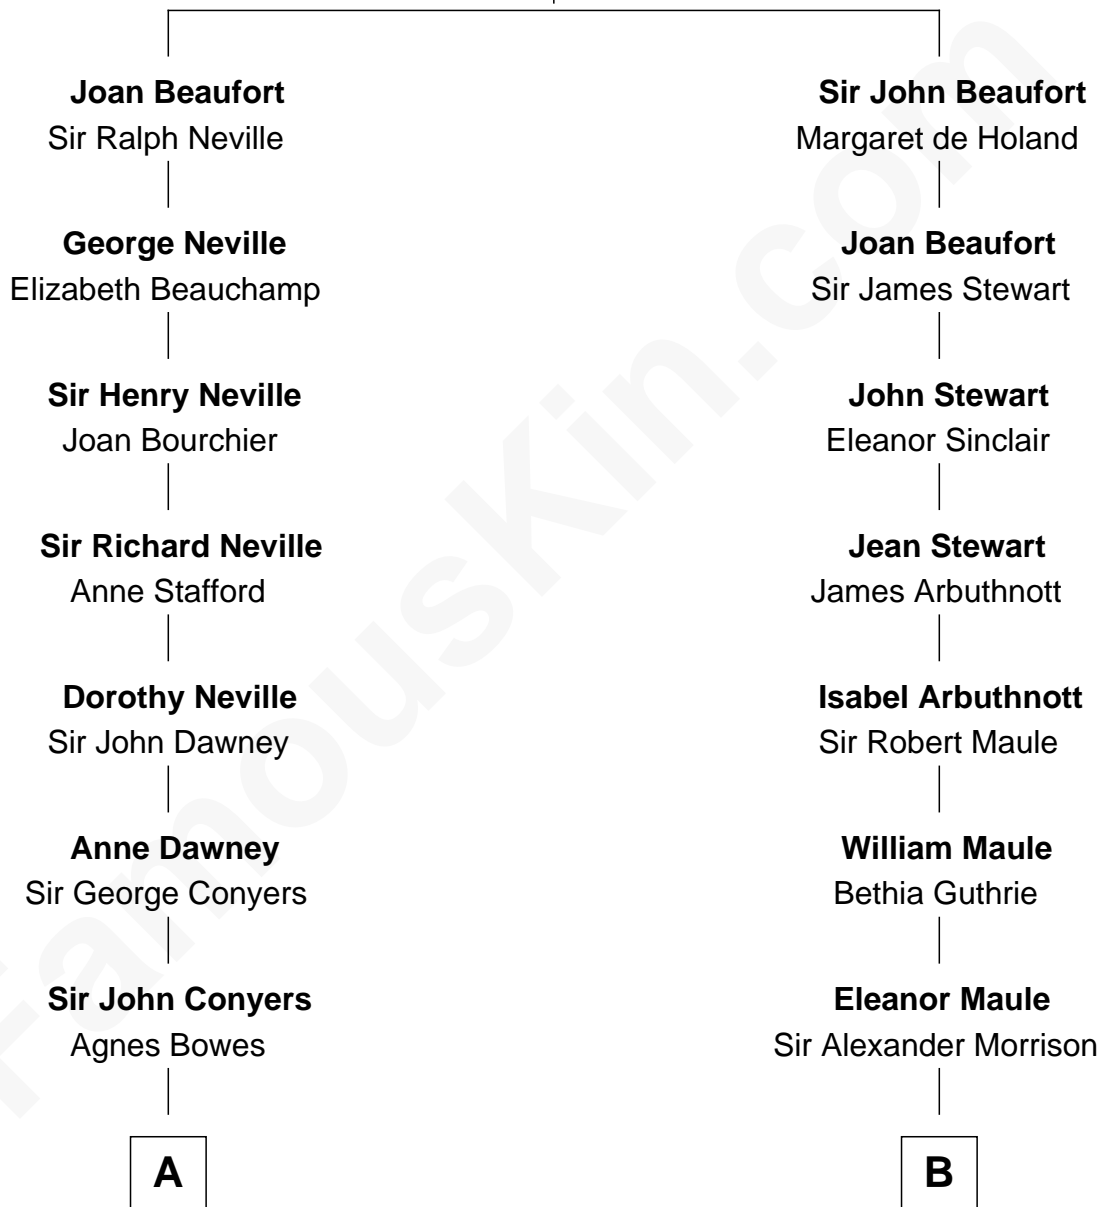 Joan Beaufort
Sir Ralph Neville
George Neville
Elizabeth Beauchamp
Sir Henry Neville
Joan Bourchier
Sir Richard Neville
Anne Stafford
Dorothy Neville
Sir John Dawney
Anne Dawney
Sir George Conyers
Sir John Conyers
Agnes Bowes
A
Sir John Beaufort
Margaret de Holand
Joan Beaufort
Sir James Stewart
John Stewart
Eleanor Sinclair
Jean Stewart
James Arbuthnott
Isabel Arbuthnott
Sir Robert Maule
William Maule
Bethia Guthrie
Eleanor Maule
Sir Alexander Morrison
B
FamousKin.com